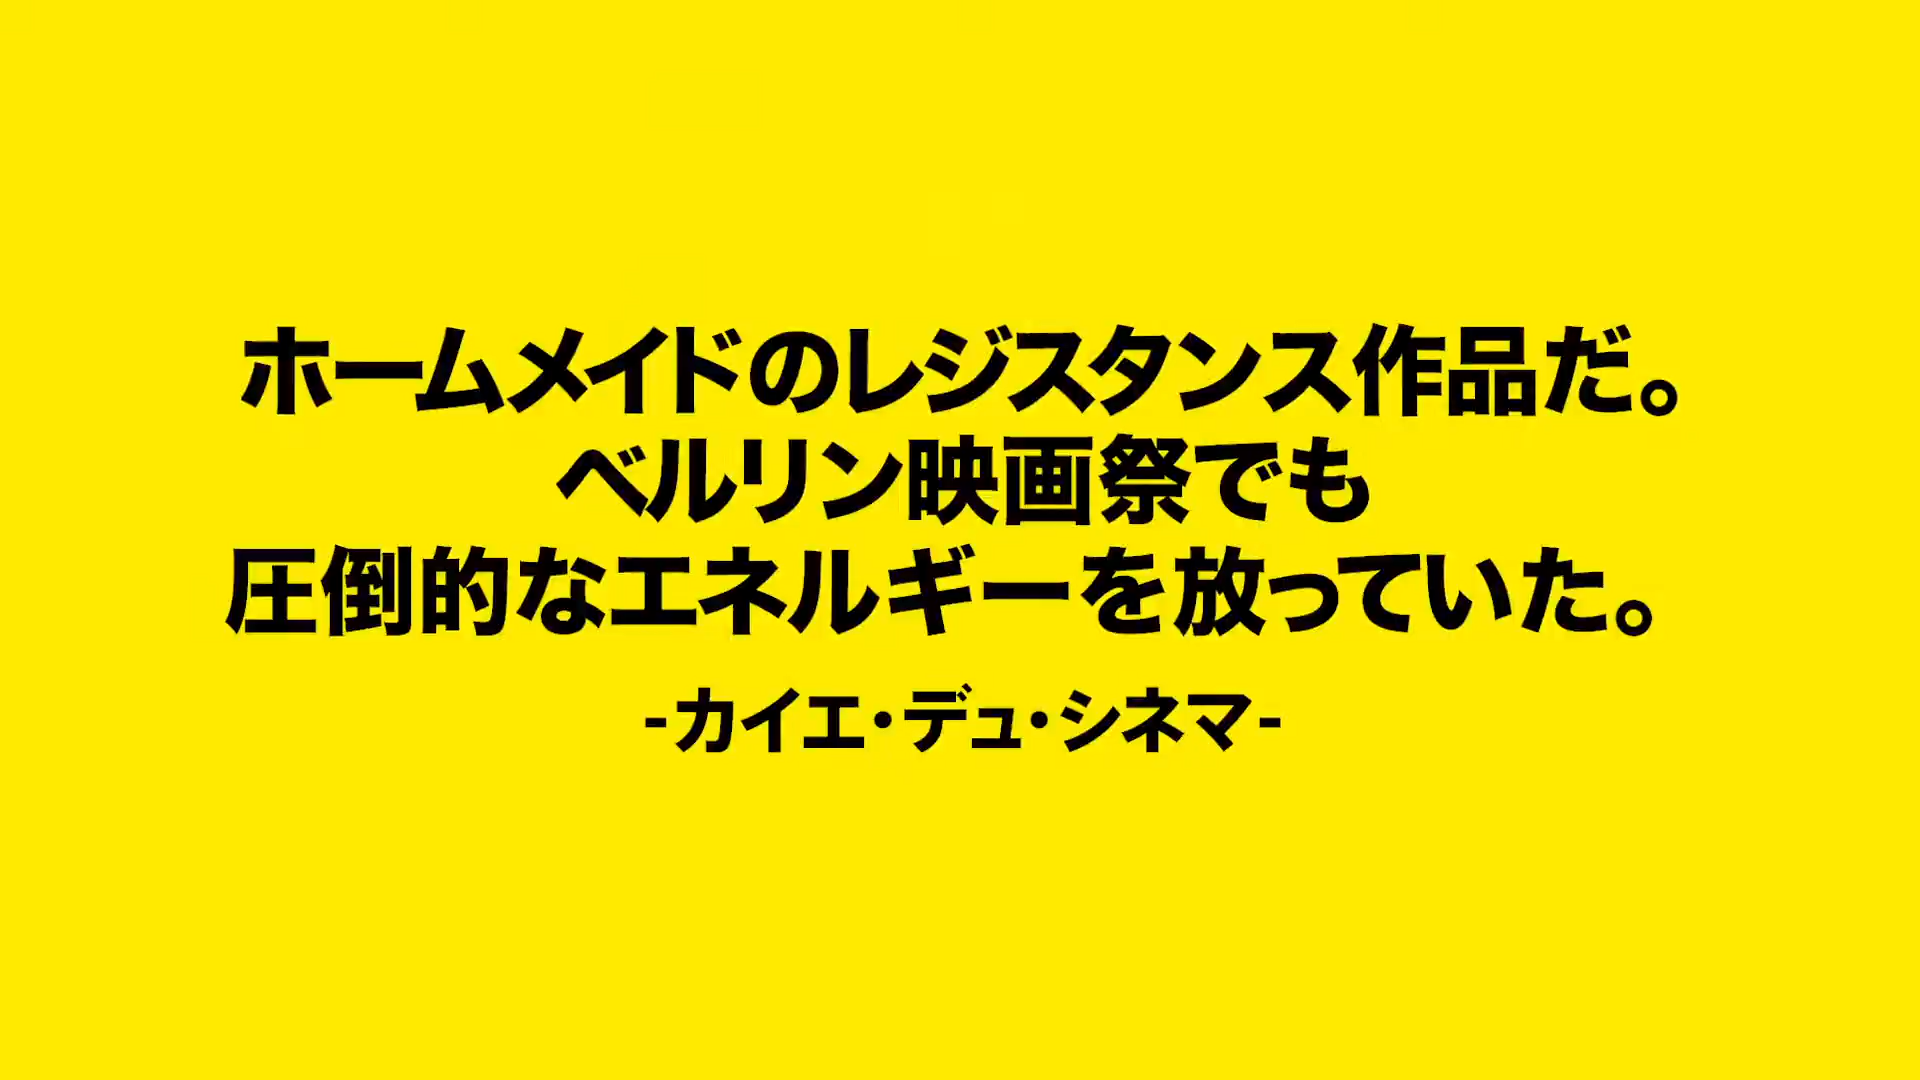 ホームメイドのレジスタンス作品だ。
ベルリン映画祭でも
圧倒的なエネルギーを放っていた。
-カイエ・デュ・シネマ-